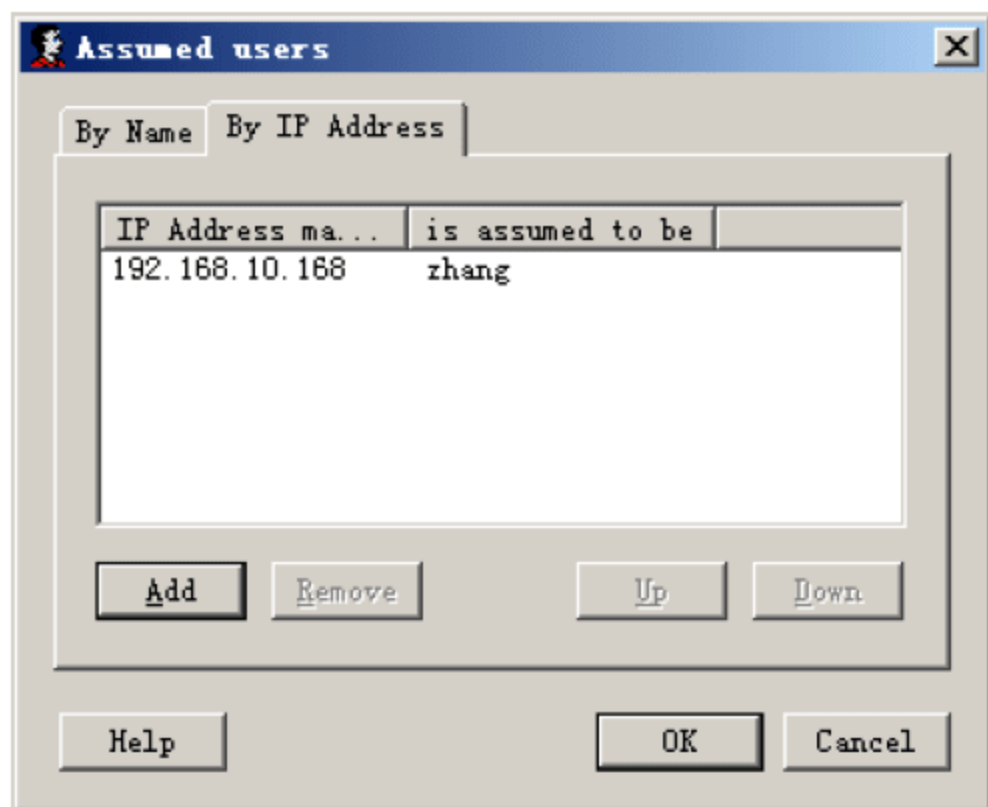 Assumed users
By Name By IP Address
IP Address ma... is assumed to be
192.168.10.168 zhang
Add Remove Up Down
Help OK Cancel